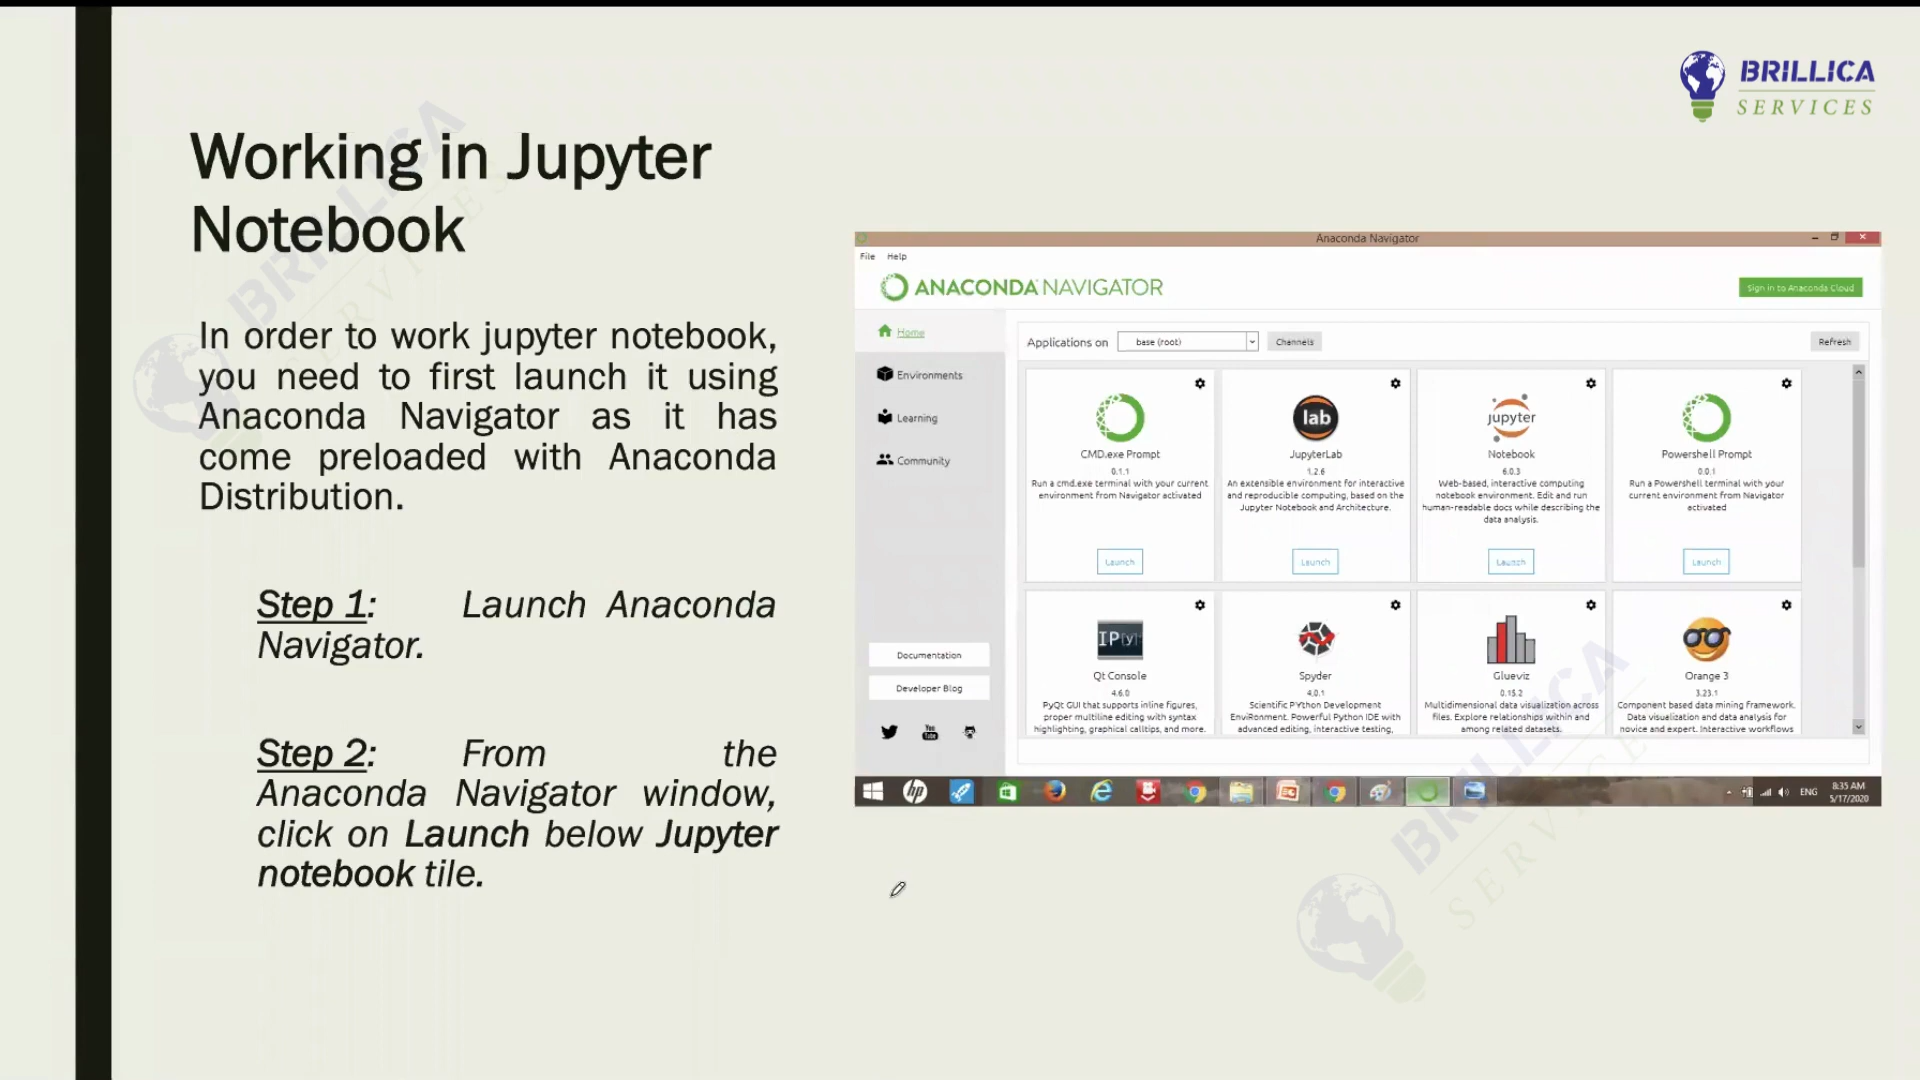 BRILLICA
SERVICES
Working in Jupyter
Notebook
In order to work jupyter notebook,
you need to first launch it using
Anaconda Navigator as it has
come preloaded with Anaconda
Distribution.
Step 1: Launch Anaconda
Navigator.
Step 2: From the
Anaconda Navigator window,
click on Launch below Jupyter
notebook tile.
Anaconda Navigator
File Help
ANACONDA NAVIGATOR
Sign in to Anaconda Cloud
Home
Environments
Learning
Community
Documentation
Developer Blog
Applications on base (root) Channels Refresh
CMD.exe Prompt
0.1.1
Run a cmd.exe terminal with your current
environment from Navigator activated
Launch
lab
JupyterLab
1.2.6
An extensible environment for interactive
and reproducible computing, based on the
Jupyter Notebook and Architecture.
Launch
jupyter
Notebook
6.0.3
Web-based, interactive computing
notebook environment. Edit and run
human-readable docs while describing the
data analysis.
Launch
Powershell Prompt
0.0.1
Run a Powershell terminal with your
current environment from Navigator
activated
Launch
IP[y]:
Qt Console
4.6.0
PyQt GUI that supports inline figures,
proper multiline editing with syntax
highlighting, graphical calltips, and more.
Spyder
4.0.1
Scientific PYthon Development
EnviRonment. Powerful Python IDE with
advanced editing, interactive testing,
Glueviz
0.15.2
Multidimensional data visualization across
files. Explore relationships within and
among related datasets.
Orange 3
3.23.1
Component based data mining framework.
Data visualization and data analysis for
novice and expert. Interactive workflows
You Tube
hp
ENG
8:35 AM
5/17/2020
BRILLICA
SERVICES
BRILLICA
SERVICES